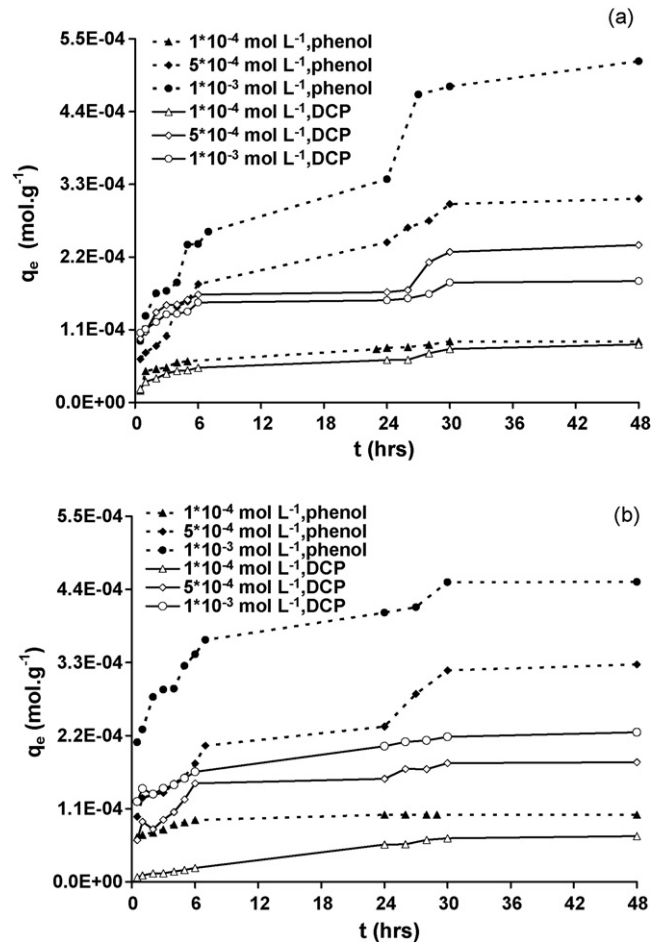 (a)
5.5E-04
4.4E-04
3.3E-04
2.2E-04
1.1E-04
0.0E+00
qₑ (mol.g⁻¹)
1*10⁻⁴ mol L⁻¹,phenol
5*10⁻⁴ mol L⁻¹,phenol
1*10⁻³ mol L⁻¹,phenol
1*10⁻⁴ mol L⁻¹,DCP
5*10⁻⁴ mol L⁻¹,DCP
1*10⁻³ mol L⁻¹,DCP
0 6 12 18 24 30 36 42 48
t (hrs)
(b)
5.5E-04
4.4E-04
3.3E-04
2.2E-04
1.1E-04
0.0E+00
qₑ (mol.g⁻¹)
1*10⁻⁴ mol L⁻¹,phenol
5*10⁻⁴ mol L⁻¹,phenol
1*10⁻³ mol L⁻¹,phenol
1*10⁻⁴ mol L⁻¹,DCP
5*10⁻⁴ mol L⁻¹,DCP
1*10⁻³ mol L⁻¹,DCP
0 6 12 18 24 30 36 42 48
t (hrs)